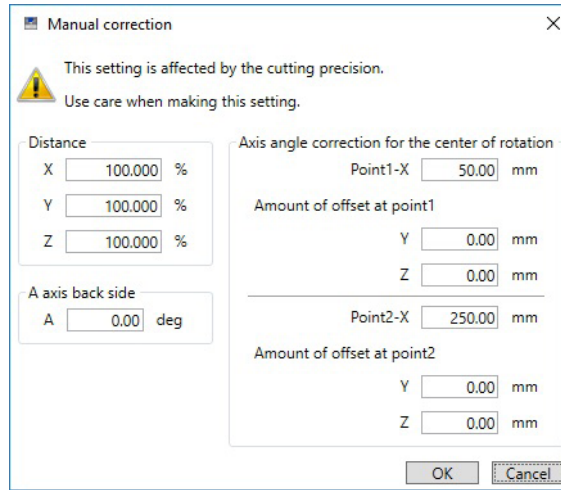 Manual correction
This setting is affected by the cutting precision.
Use care when making this setting.
Distance
X 100.000 %
Y 100.000 %
Z 100.000 %
A axis back side
A 0.00 deg
Axis angle correction for the center of rotation
Point1-X 50.00 mm
Amount of offset at point1
Y 0.00 mm
Z 0.00 mm
Point2-X 250.00 mm
Amount of offset at point2
Y 0.00 mm
Z 0.00 mm
OK Cancel